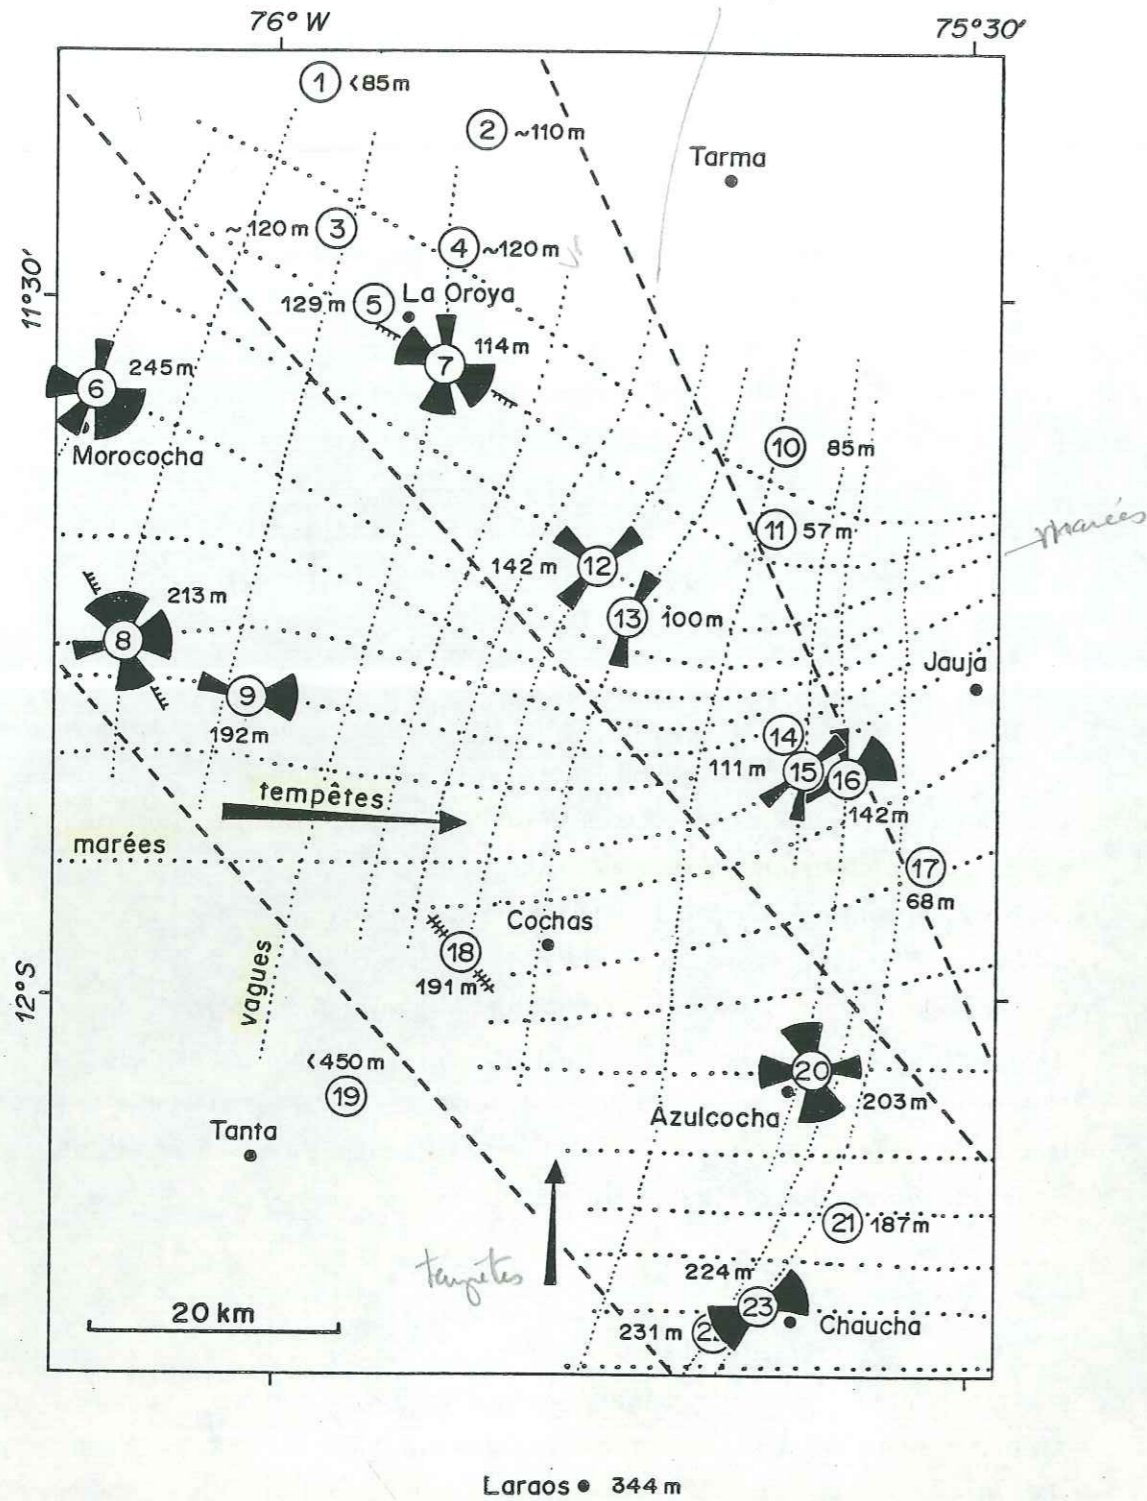 76° W
75°30'
1 <85m
2 ~110m
Tarma
~120m 3
4 ~120m
11°30'
129m 5
La Oroya
7 114m
6 245m
Morococha
10 85m
11 57m
marées
142m 12
13 100m
8 213m
Jauja
9
192m
14
111m 15
16
142m
tempêtes
marées
17
68m
Cochas
18
191m
vagues
12°S
<450m
19
20
203m
Azulcocha
Tanta
21 187m
tempêtes
224m
23
20 km
231m
Chaucha
Laraos 344m